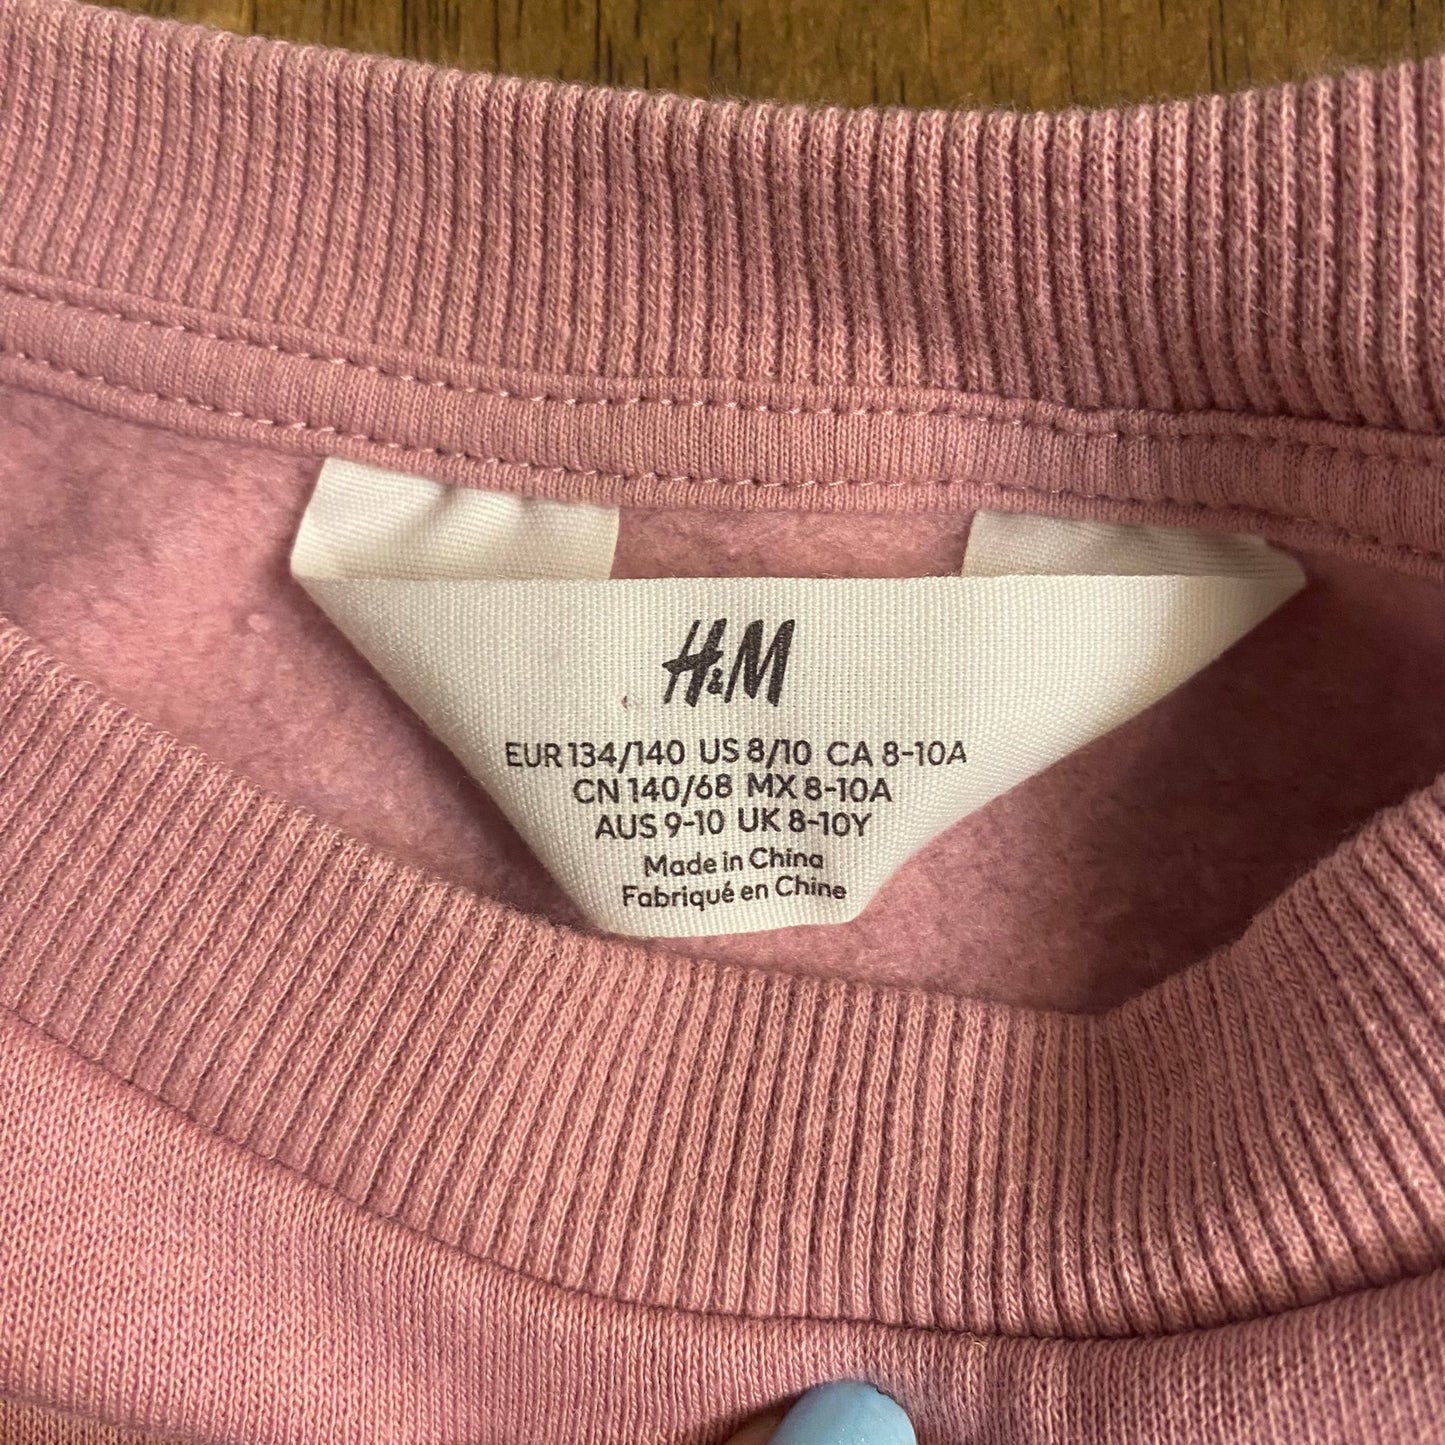 H&M
EUR 134/140 US 8/10 CA 8-10A
CN 140/68 MX 8-10A
AUS 9-10 UK 8-10Y
Made in China
Fabriqué en Chine